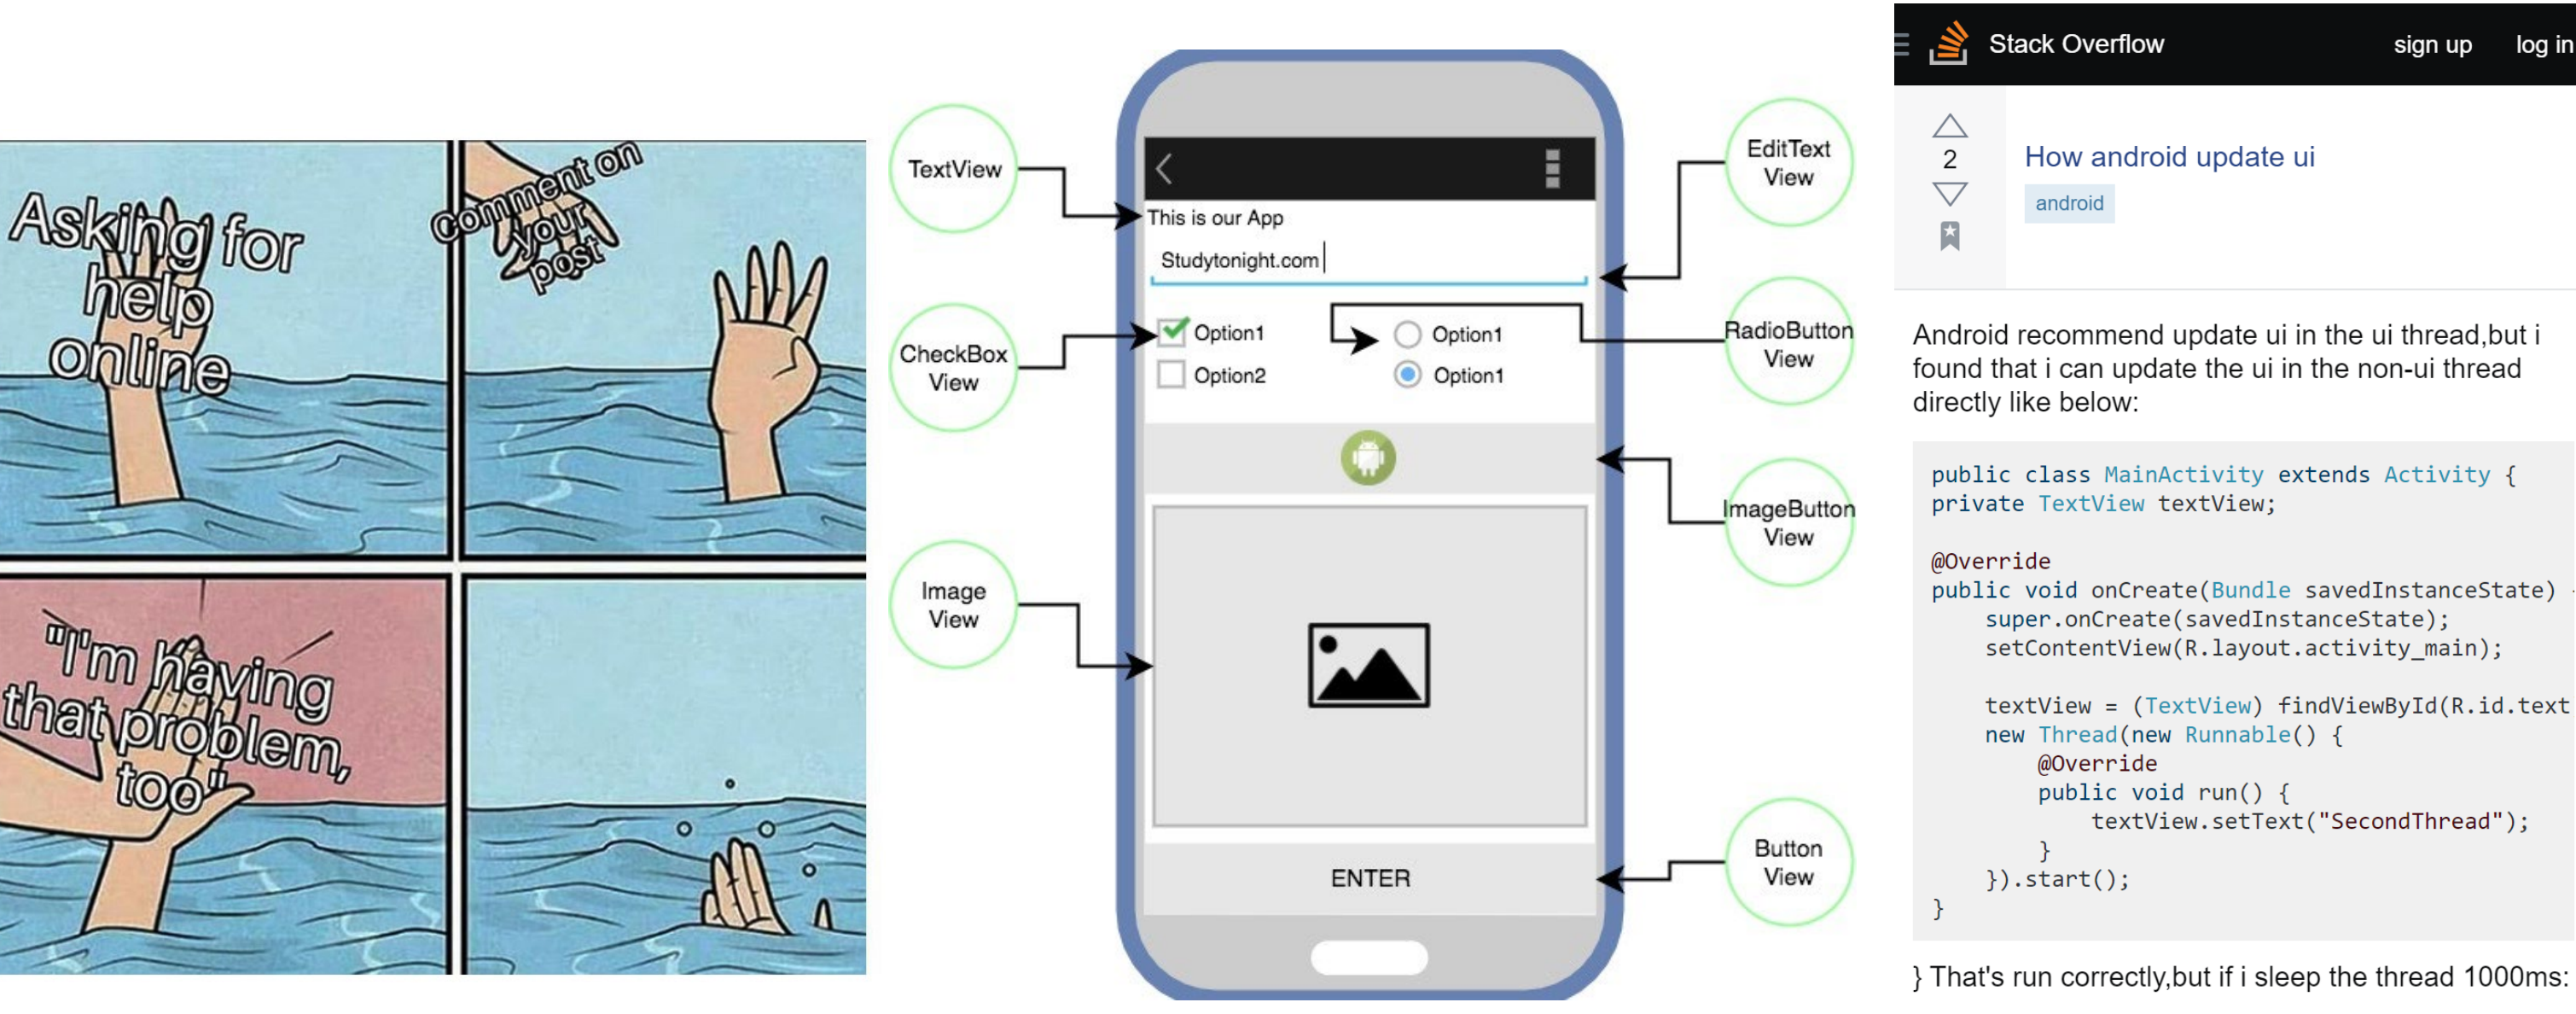 Asking for
help
online
Comment on
your
post
"I'm having
that problem,
too"
TextView
CheckBox
View
Image
View
This is our App
Studytonight.com
Option1
Option2
Option1
Option1
ENTER
EditText
View
RadioButton
View
ImageButton
View
Button
View
Stack Overflow
sign up
log in
2
How android update ui
android
Android recommend update ui in the ui thread,but i
found that i can update the ui in the non-ui thread
directly like below:
public class MainActivity extends Activity {
private TextView textView;
@Override
public void onCreate(Bundle savedInstanceState)
super.onCreate(savedInstanceState);
setContentView(R.layout.activity_main);
textView = (TextView) findViewById(R.id.text
new Thread(new Runnable() {
@Override
public void run() {
textView.setText("SecondThread");
}
}).start();
}
} That's run correctly,but if i sleep the thread 1000ms: